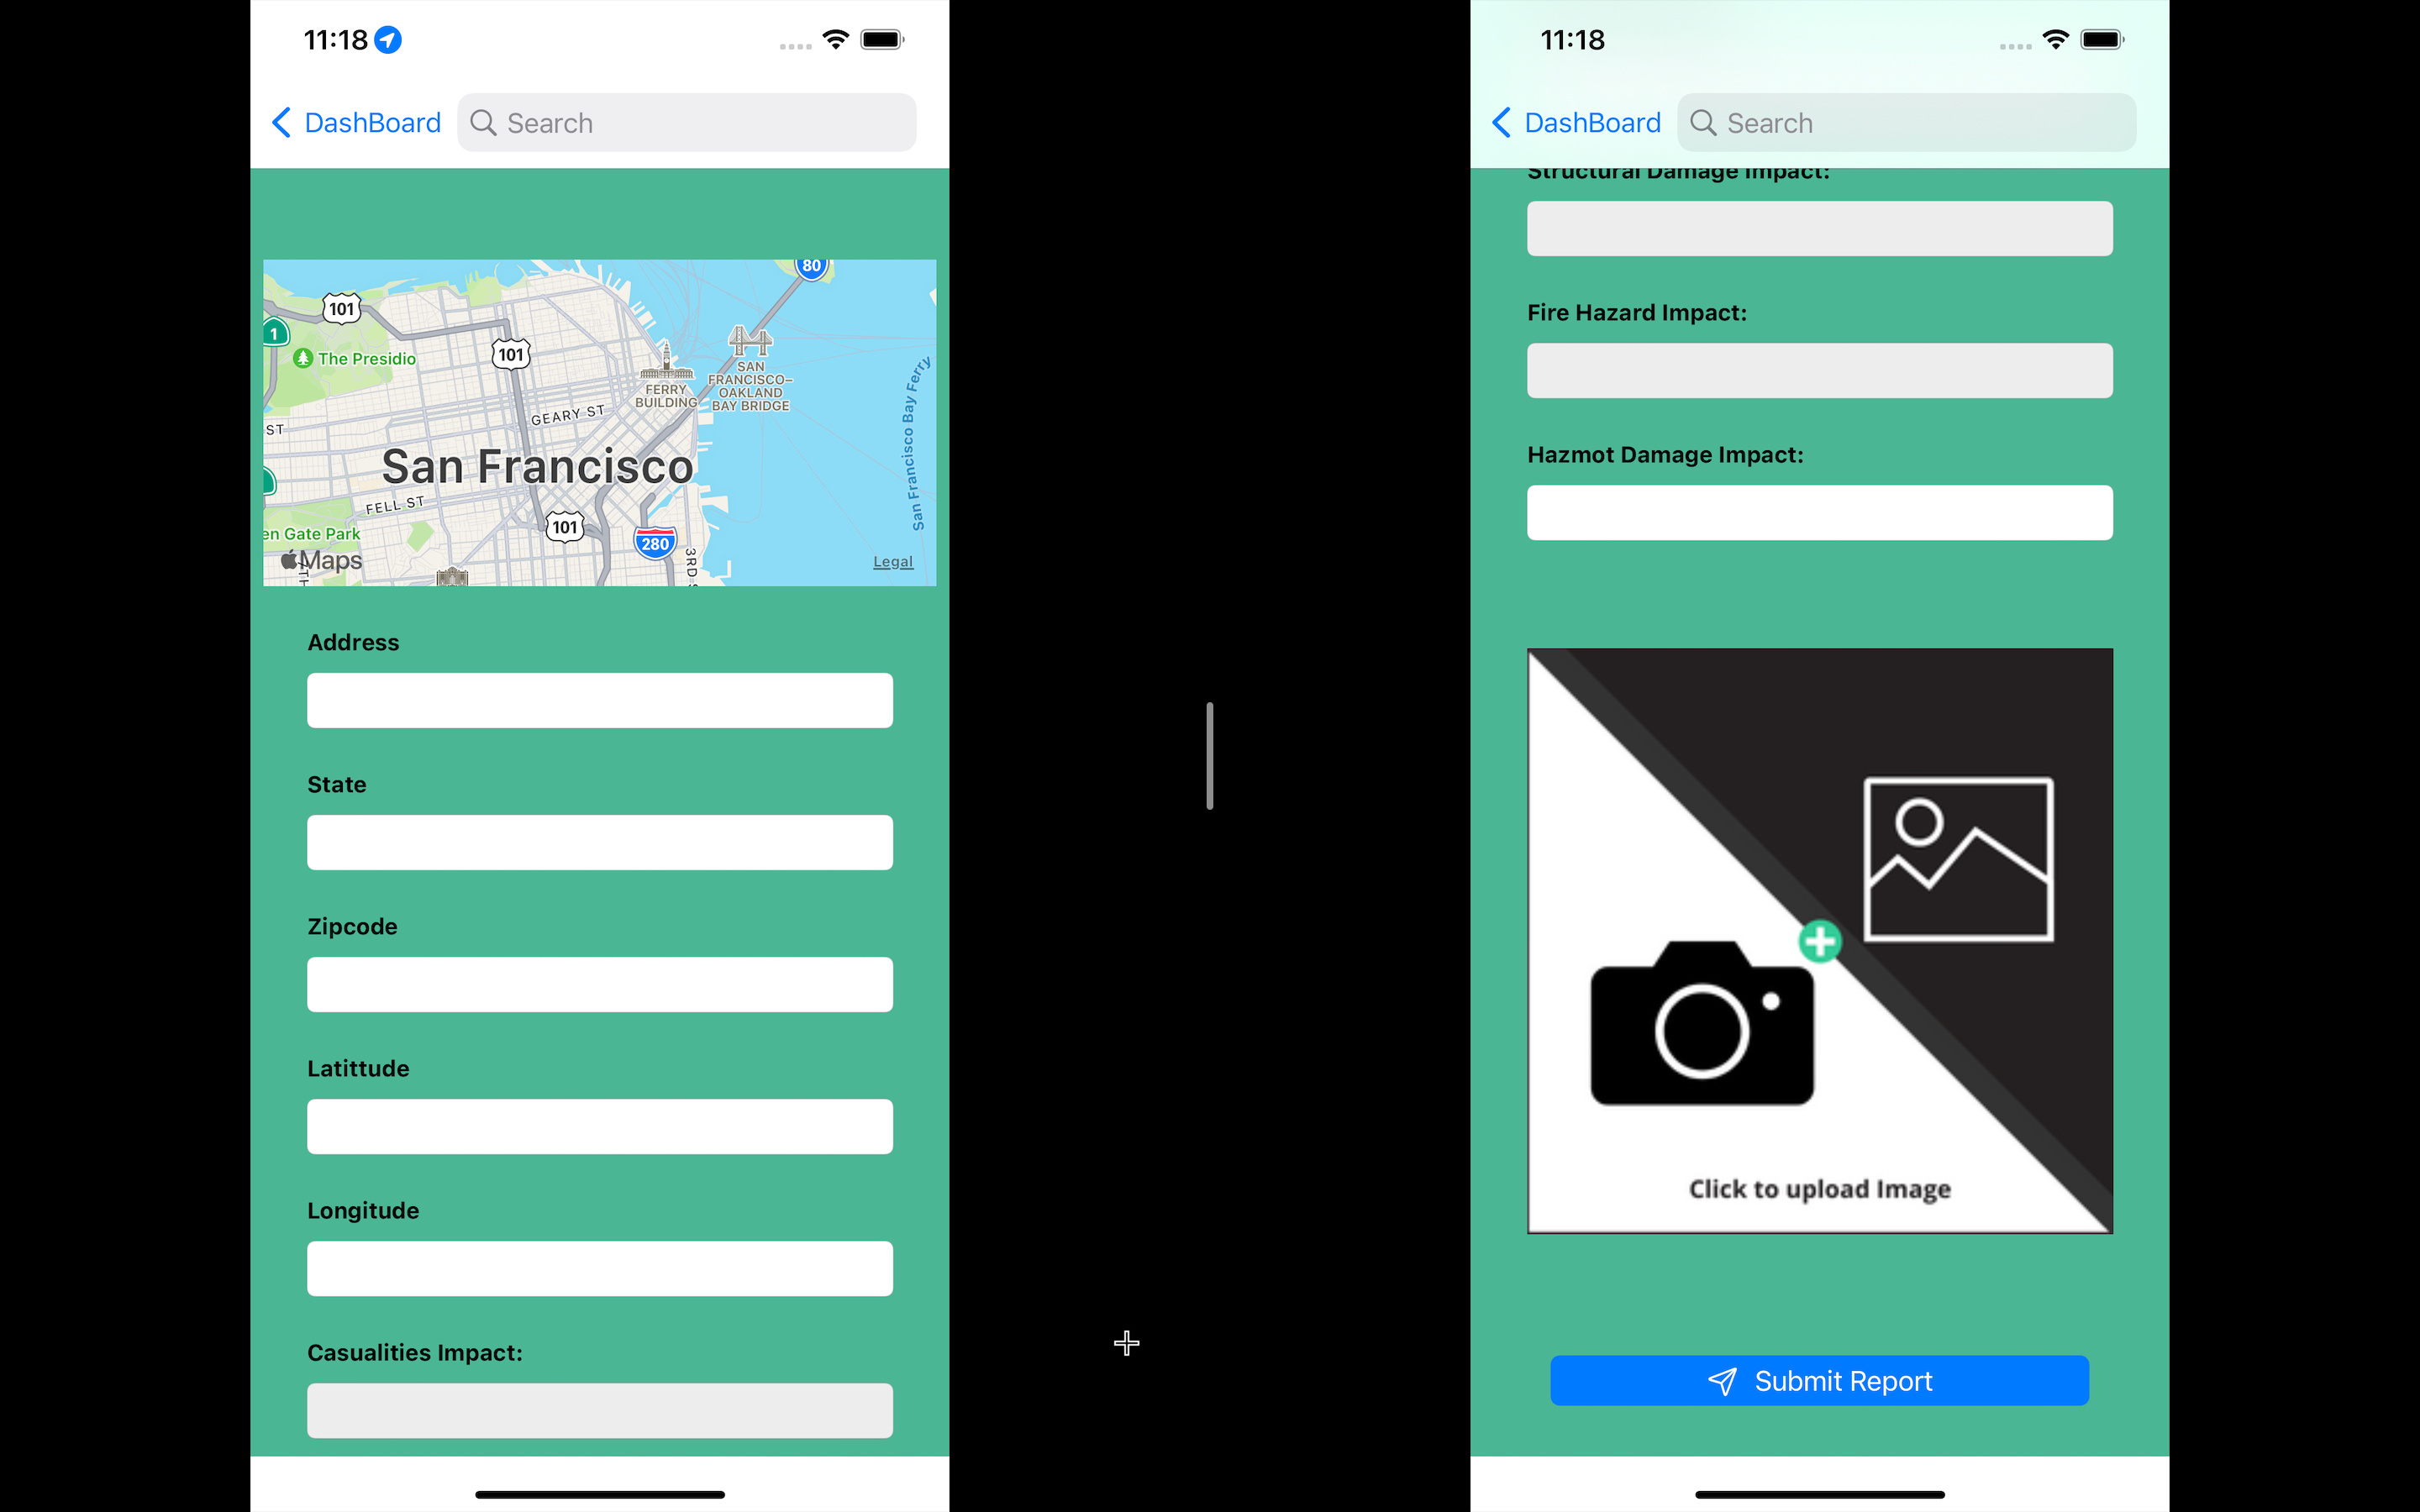 11:18
DashBoard
Search
80
101
1
101
The Presidio
SAN
FRANCISCO–
OAKLAND
BAY BRIDGE
FERRY
BUILDING
GEARY ST
ST
San Francisco Bay Ferry
San Francisco
FELL ST
101
en Gate Park
280
3RD
Maps
TH
Legal
Address
State
Zipcode
Latittude
Longitude
Casualities Impact:
11:18
DashBoard
Search
Structural Damage Impact:
Fire Hazard Impact:
Hazmot Damage Impact:
Click to upload Image
Submit Report